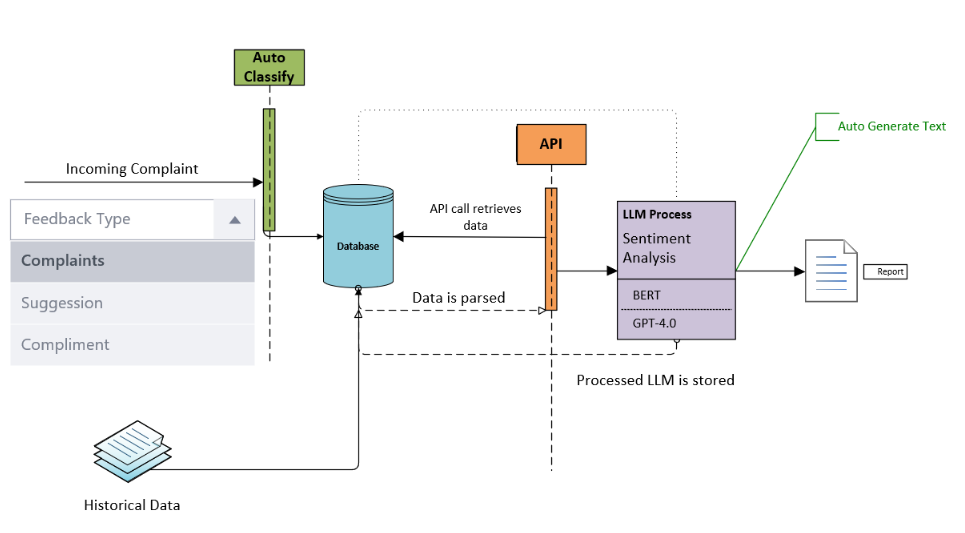 Auto
Classify
Incoming Complaint
Feedback Type
Complaints
Suggession
Compliment
Historical Data
Database
API call retrieves
data
Data is parsed
API
LLM Process
Sentiment
Analysis
BERT
GPT-4.0
Processed LLM is stored
Auto Generate Text
Report